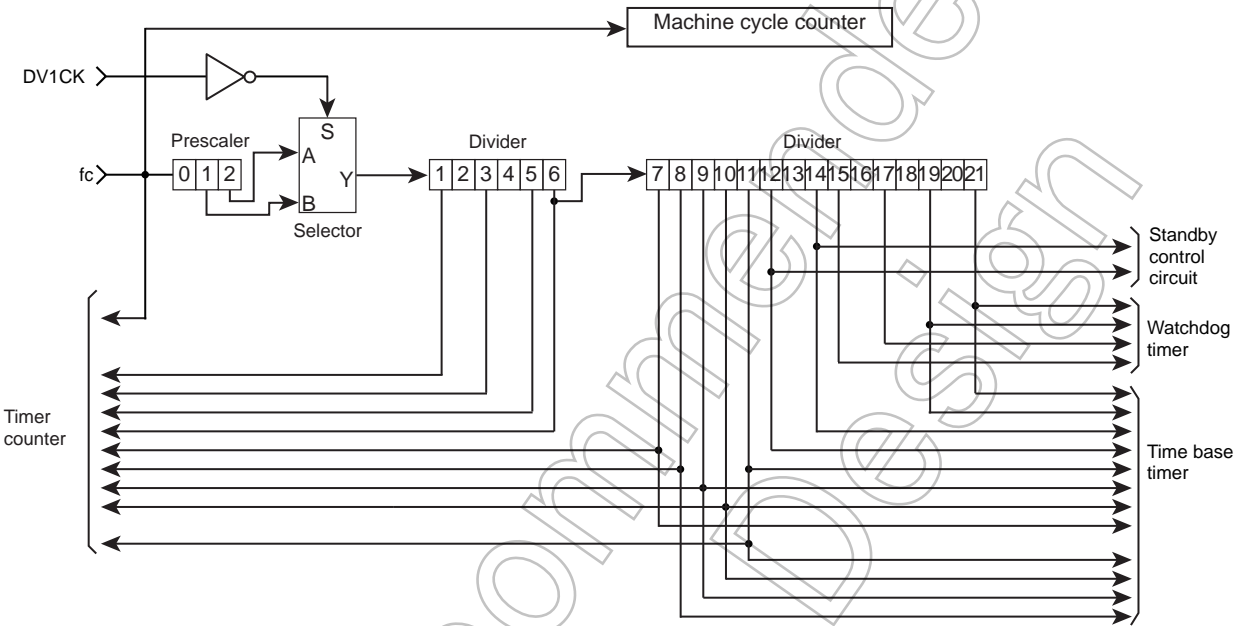 Machine cycle counter
DV1CK
S
Prescaler
Divider
Divider
A
fc
0 1 2
Y
1 2 3 4 5 6
7 8 9 10 11 12 13 14 15 16 17 18 19 20 21
B
Selector
Standby
control
circuit
Watchdog
timer
Timer
counter
Time base
timer
ommende
Design